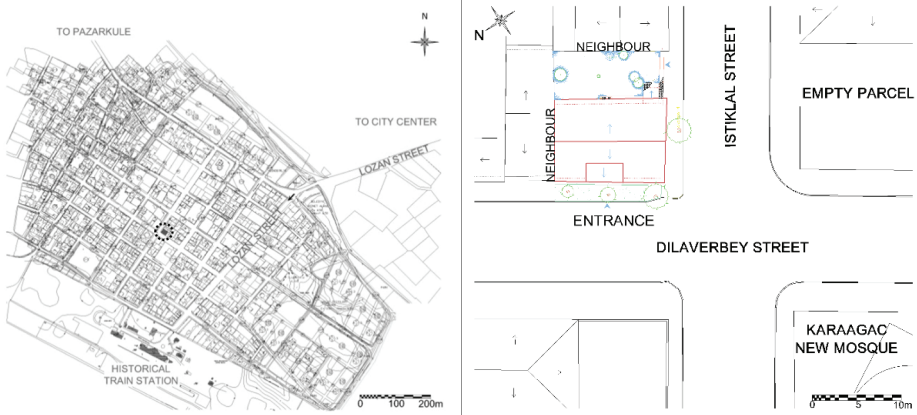 TO PAZARKULE
N
TO CITY CENTER
LOZAN STREET
LOZAN STREET
HISTORICAL
TRAIN STATION
0 100 200m
N
NEIGHBOUR
NEIGHBOUR
ISTIKLAL STREET
EMPTY PARCEL
ENTRANCE
DILAVERBEY STREET
KARAAGAC
NEW MOSQUE
0 5 10m